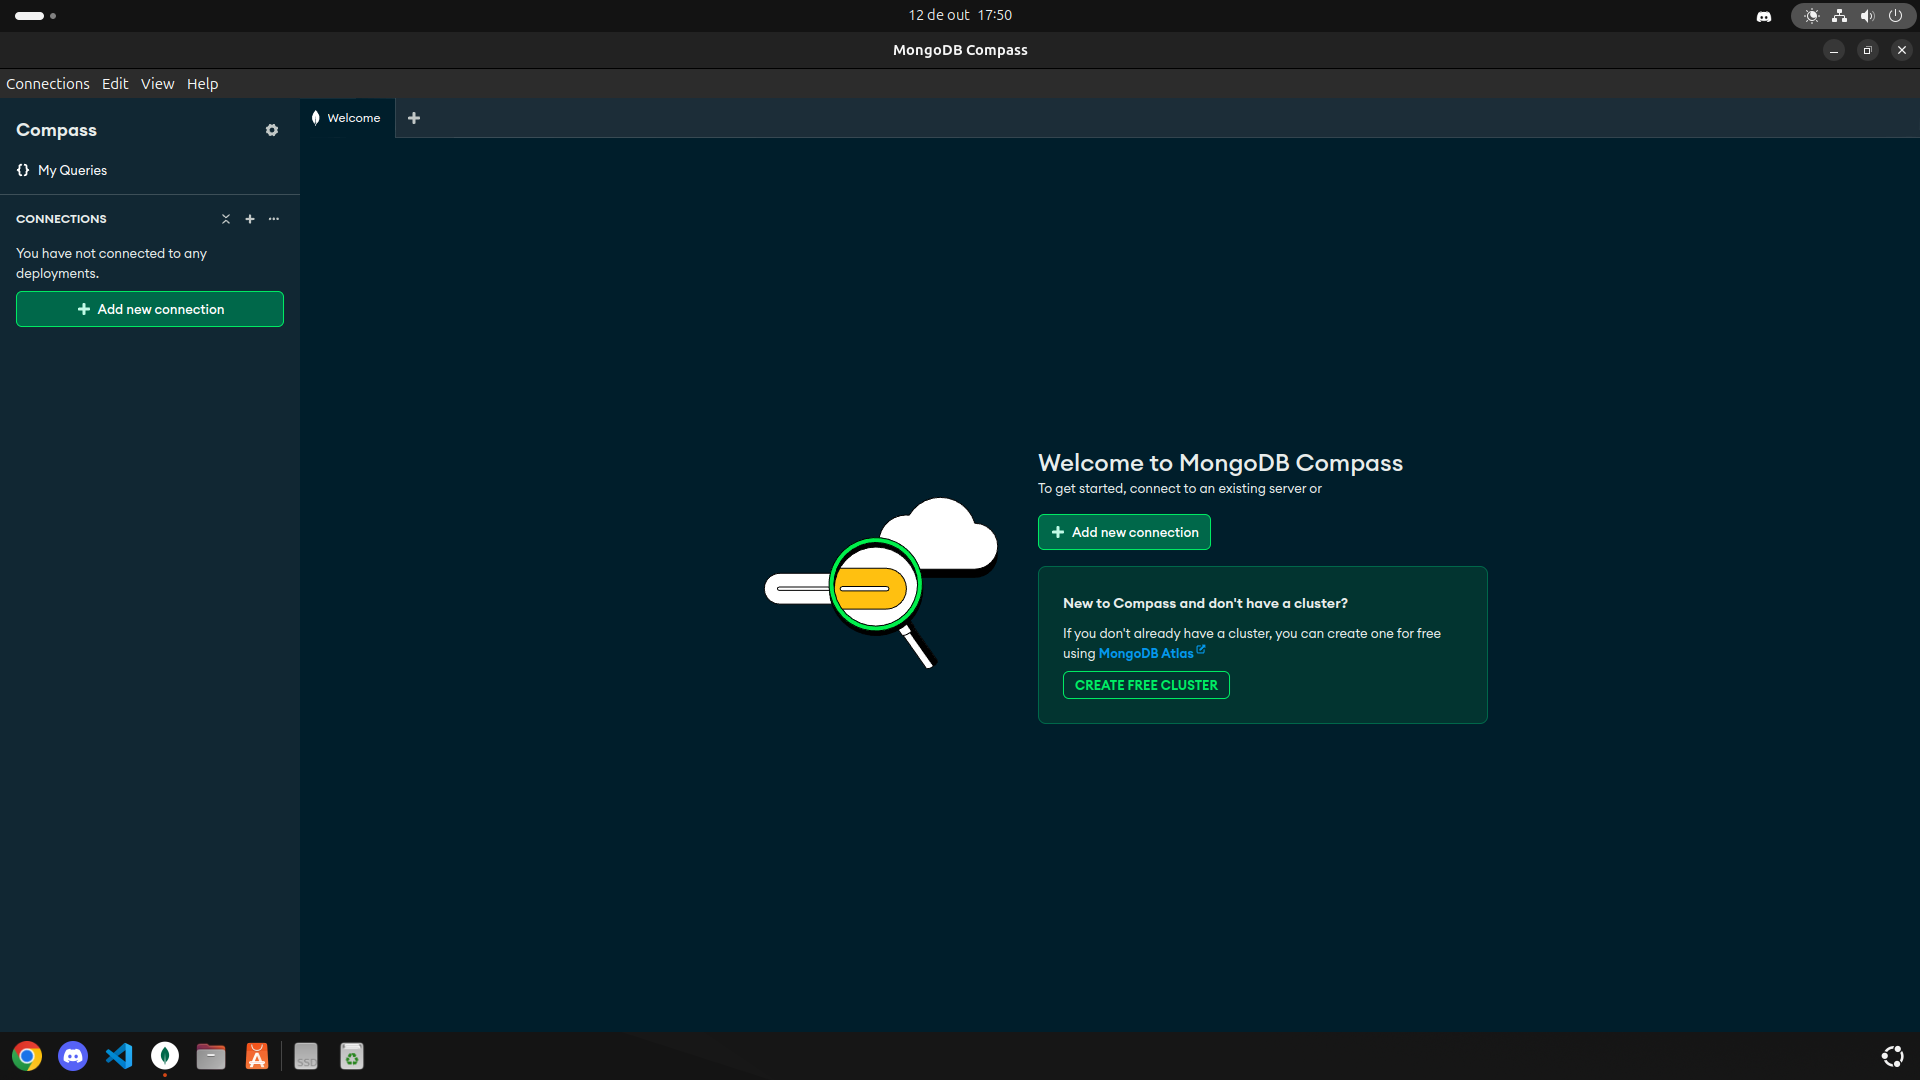 12 de out 17:50
MongoDB Compass
Connections Edit View Help
Compass
Welcome
My Queries
CONNECTIONS
You have not connected to any
deployments.
Add new connection
Welcome to MongoDB Compass
To get started, connect to an existing server or
Add new connection
New to Compass and don't have a cluster?
If you don't already have a cluster, you can create one for free
using MongoDB Atlas
CREATE FREE CLUSTER
SSD